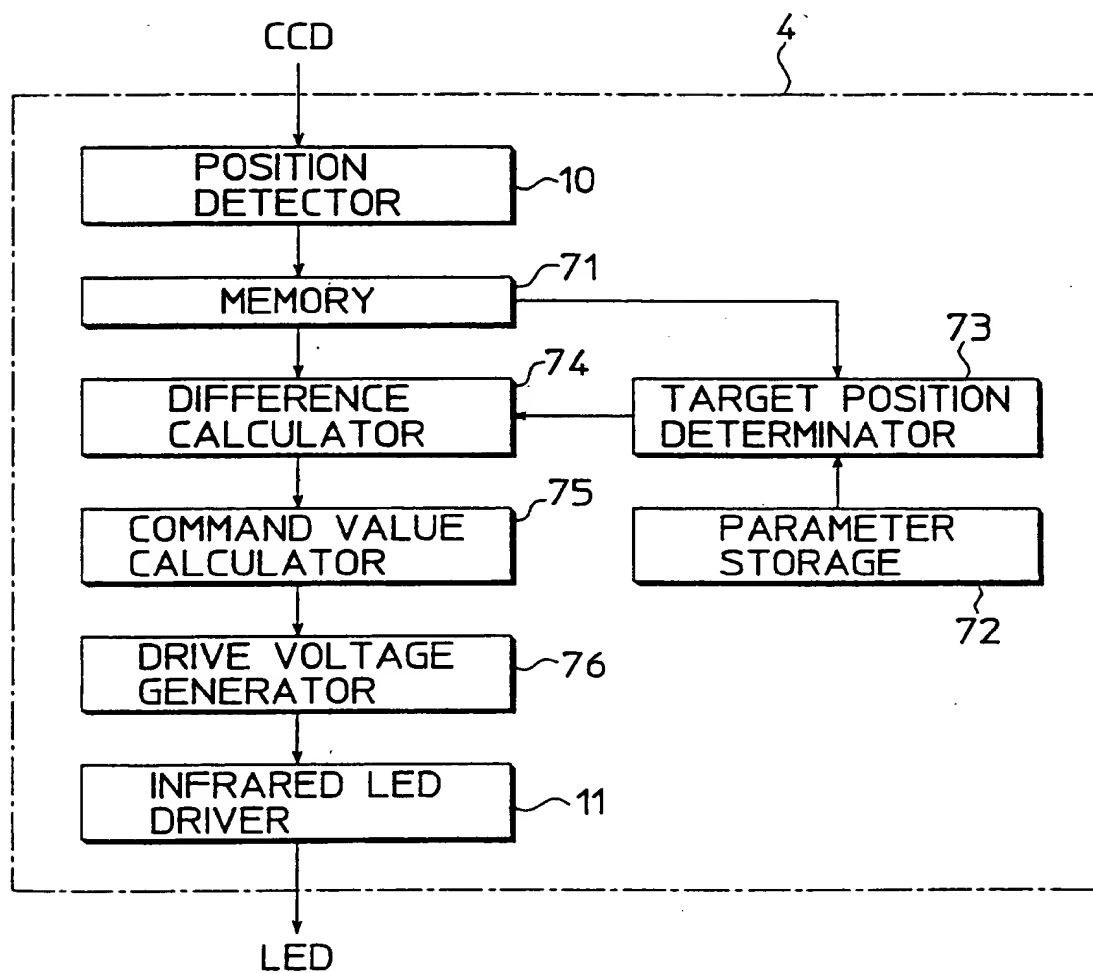 CCD
4
POSITION
DETECTOR
10
MEMORY
71
DIFFERENCE
CALCULATOR
74
TARGET POSITION
DETERMINATOR
73
COMMAND VALUE
CALCULATOR
75
PARAMETER
STORAGE
72
DRIVE VOLTAGE
GENERATOR
76
INFRARED LED
DRIVER
11
LED